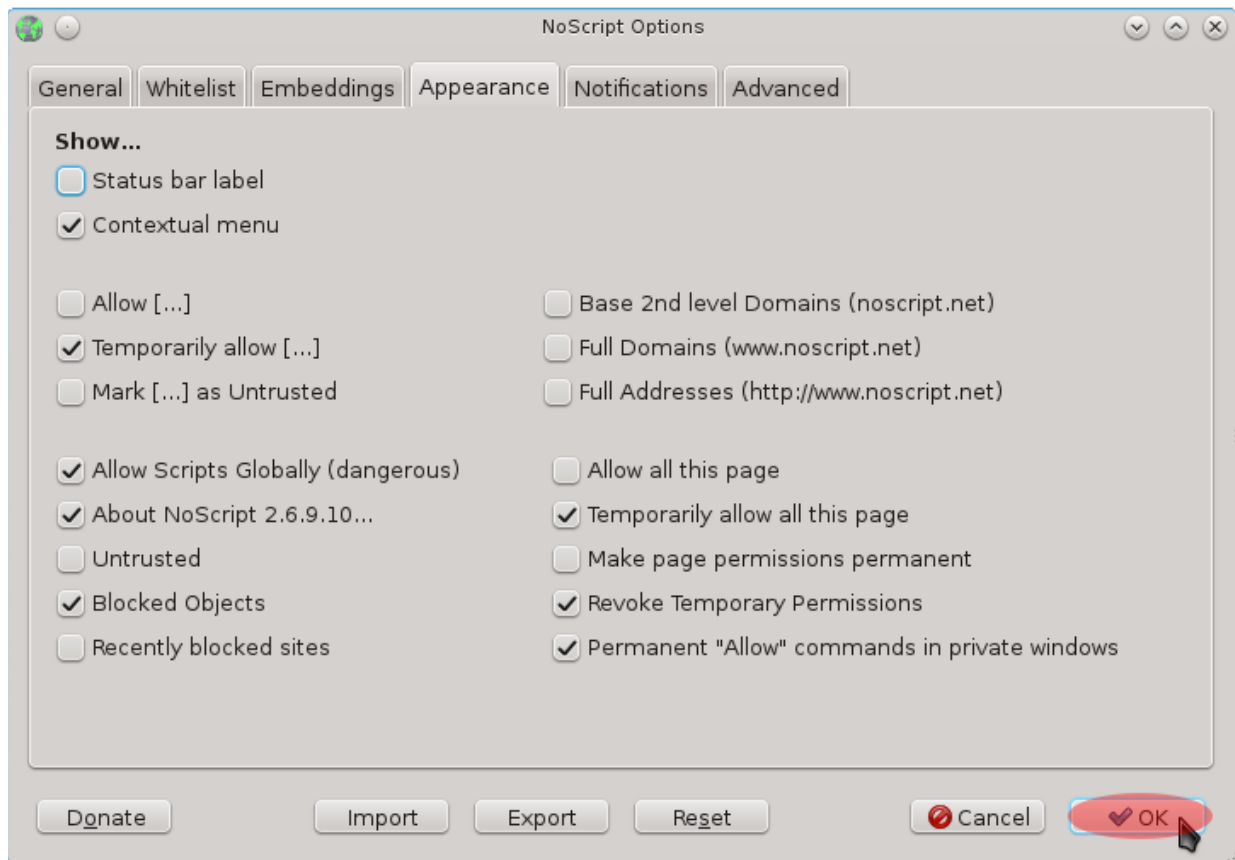 NoScript Options
General Whitelist Embeddings Appearance Notifications Advanced
Show...
Status bar label
Contextual menu
Allow [...] Base 2nd level Domains (noscript.net)
Temporarily allow [...] Full Domains (www.noscript.net)
Mark [...] as Untrusted Full Addresses (http://www.noscript.net)
Allow Scripts Globally (dangerous) Allow all this page
About NoScript 2.6.9.10... Temporarily allow all this page
Untrusted Make page permissions permanent
Blocked Objects Revoke Temporary Permissions
Recently blocked sites Permanent "Allow" commands in private windows
Donate Import Export Reset Cancel OK